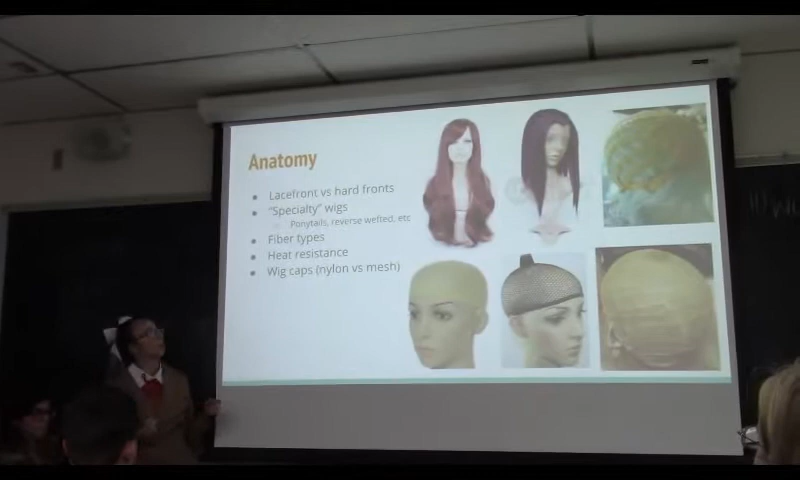 Anatomy
Lacefront vs hard fronts
"Specialty" wigs
Ponytails, reverse wefted, etc
Fiber types
Heat resistance
Wig caps (nylon vs mesh)